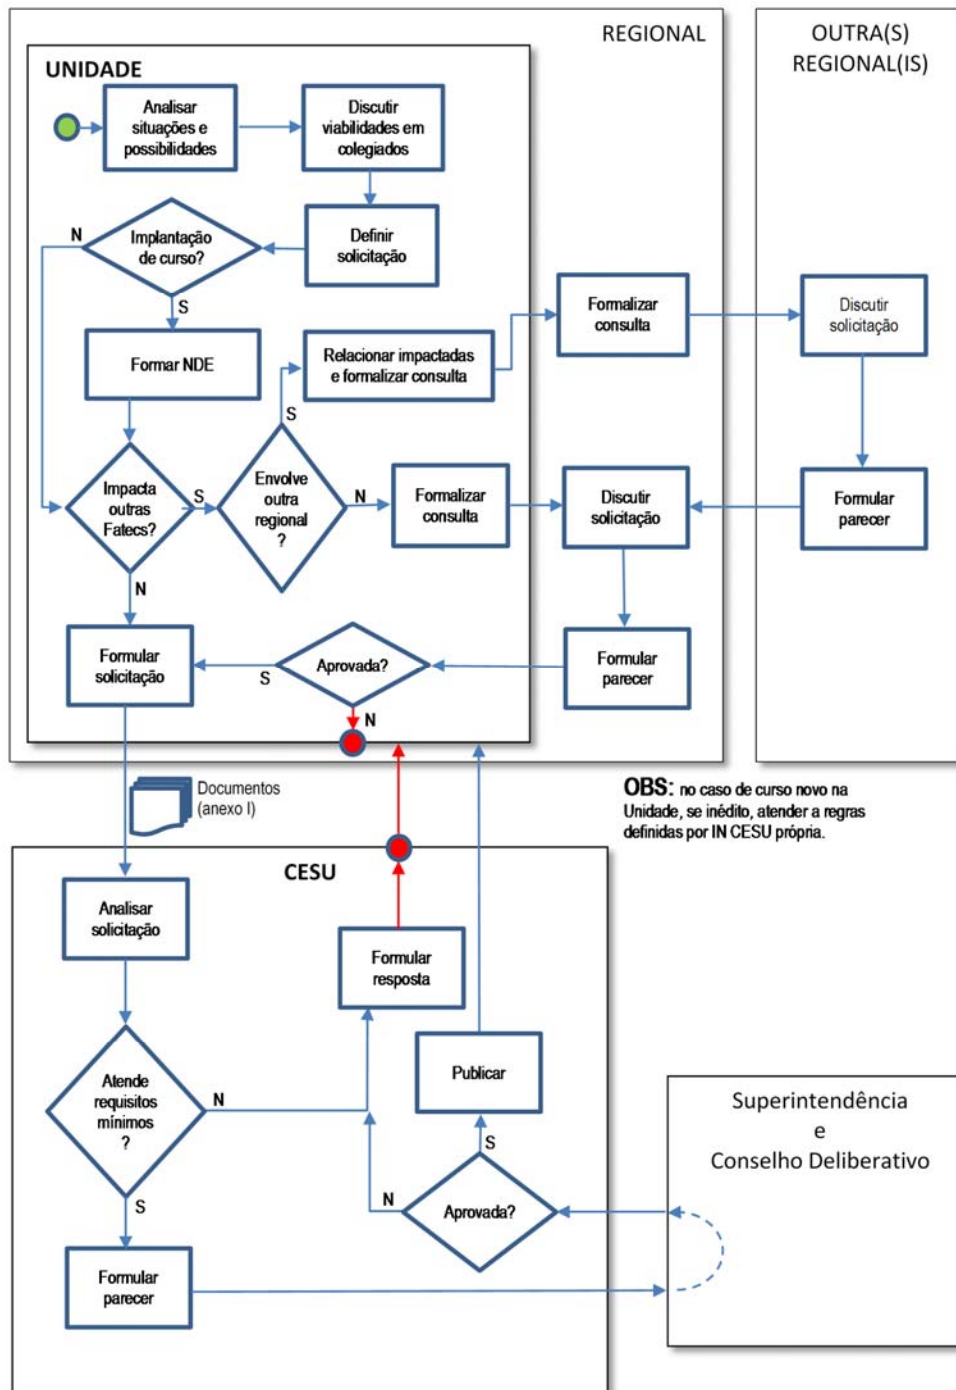 REGIONAL
OUTRA(S)
REGIONAL(IS)
UNIDADE
Analisar
situações e
possibilidades
Discutir
viabilidades em
colegiados
N
Implantação
de curso?
Definir
solicitação
S
Formalizar
consulta
Discutir
solicitação
Formar NDE
Relacionar impactadas
e formalizar consulta
S
Impacta
outras
Fatecs?
S
Envolve
outra
regional
?
N
Formalizar
consulta
Discutir
solicitação
Formular
parecer
N
Formular
solicitação
S
Aprovada?
Formular
parecer
N
Documentos
(anexo I)
OBS: no caso de curso novo na
Unidade, se inédito, atender a regras
definidas por IN CESU própria.
CESU
Analisar
solicitação
Formular
resposta
Atende
requisitos
mínimos
?
N
Publicar
S
N
Aprovada?
Superintendência
e
Conselho Deliberativo
S
Formular
parecer